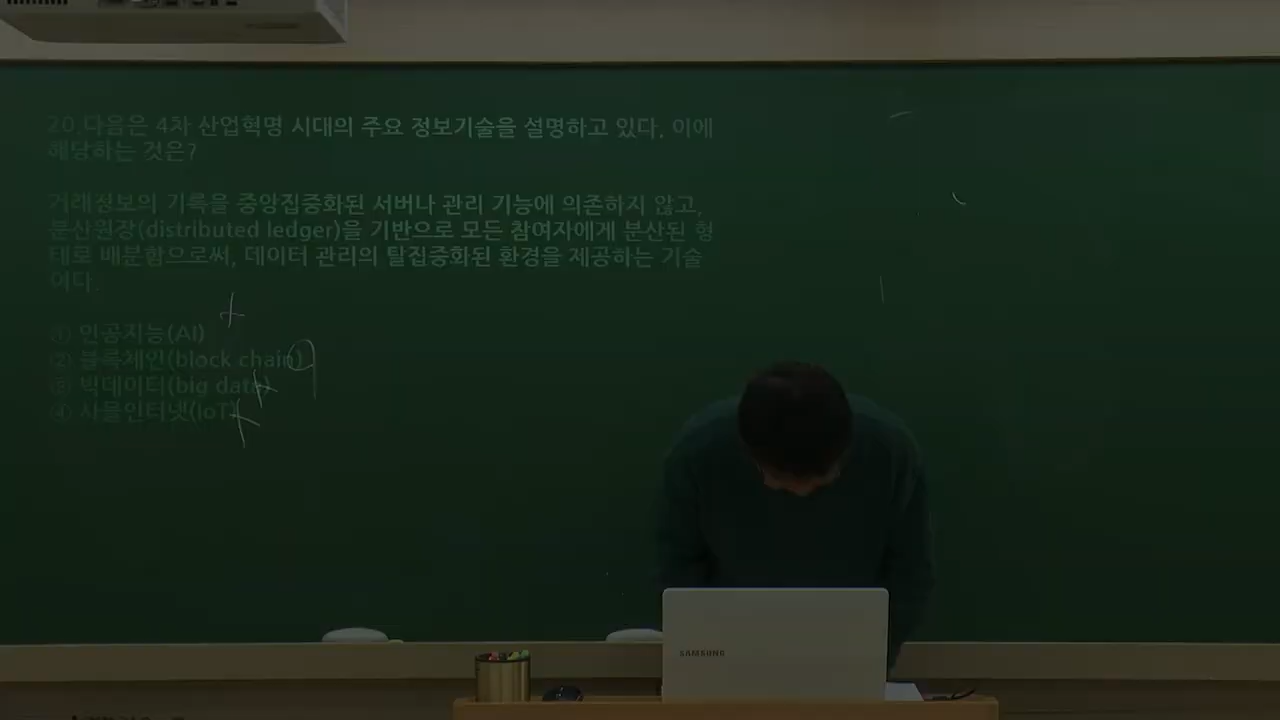 20.다음은 4차 산업혁명 시대의 주요 정보기술을 설명하고 있다. 이에
해당하는 것은?
거래정보의 기록을 중앙집중화된 서버나 관리 기능에 의존하지 않고,
분산원장(distributed ledger)을 기반으로 모든 참여자에게 분산된 형
태로 배분함으로써, 데이터 관리의 탈집중화된 환경을 제공하는 기술
이다.
① 인공지능(AI)
② 블록체인(block chain)
③ 빅데이터(big data)
④ 사물인터넷(IoT)
SAMSUNG